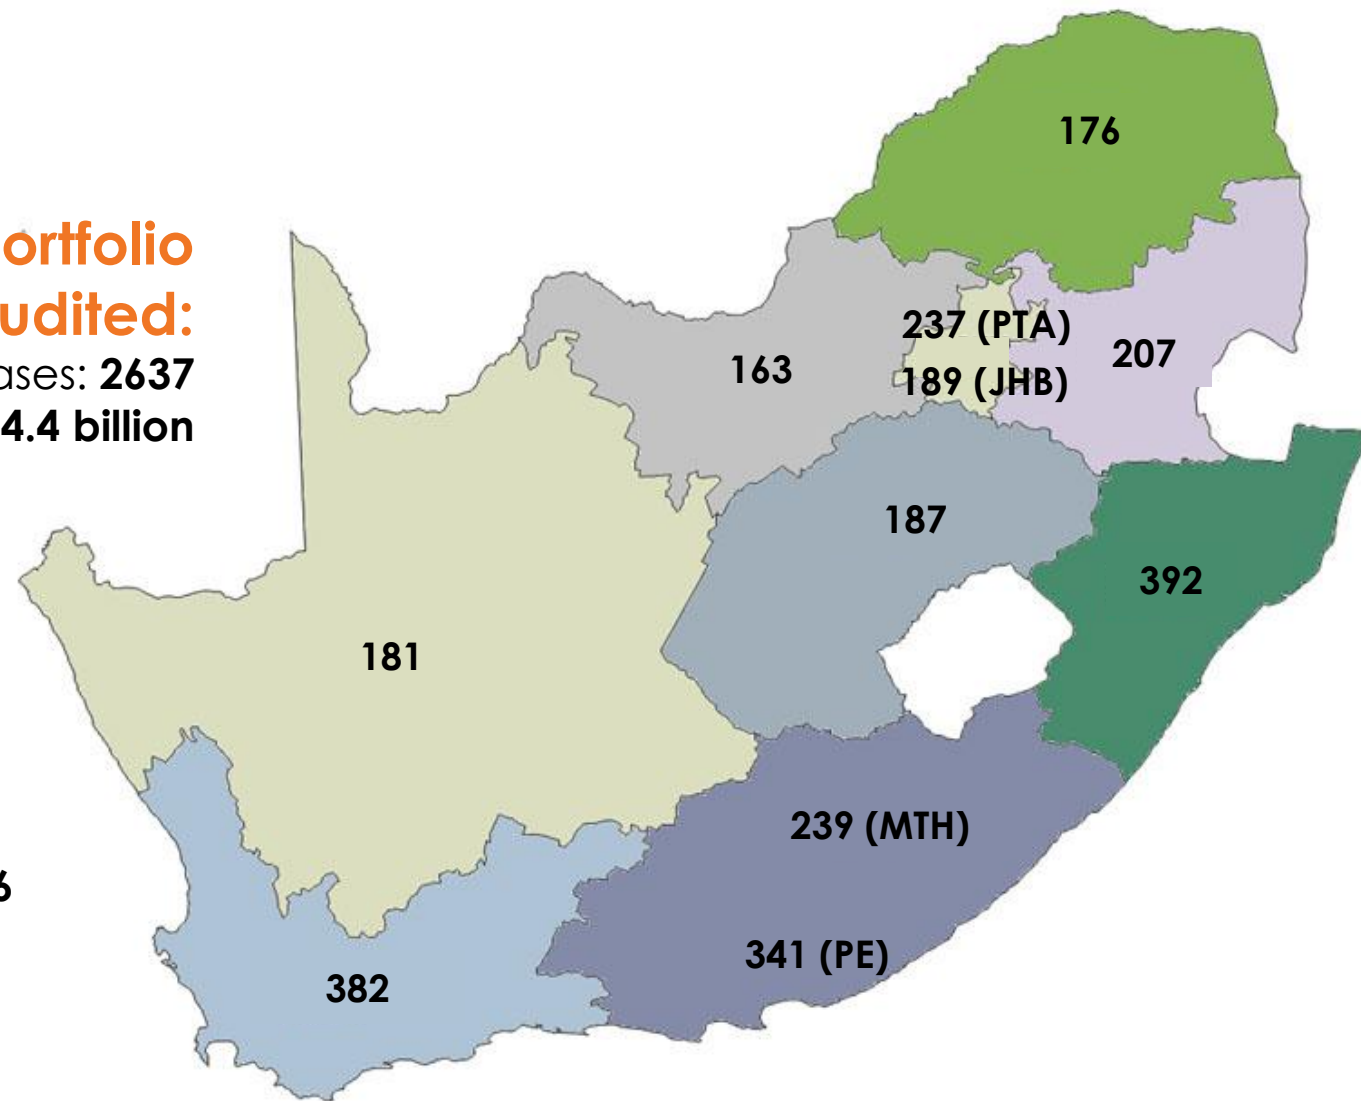 ortfolio
udited:
ases: 2637
4.4 billion
176
237 (PTA)
189 (JHB)
207
163
187
392
181
239 (MTH)
6
341 (PE)
382